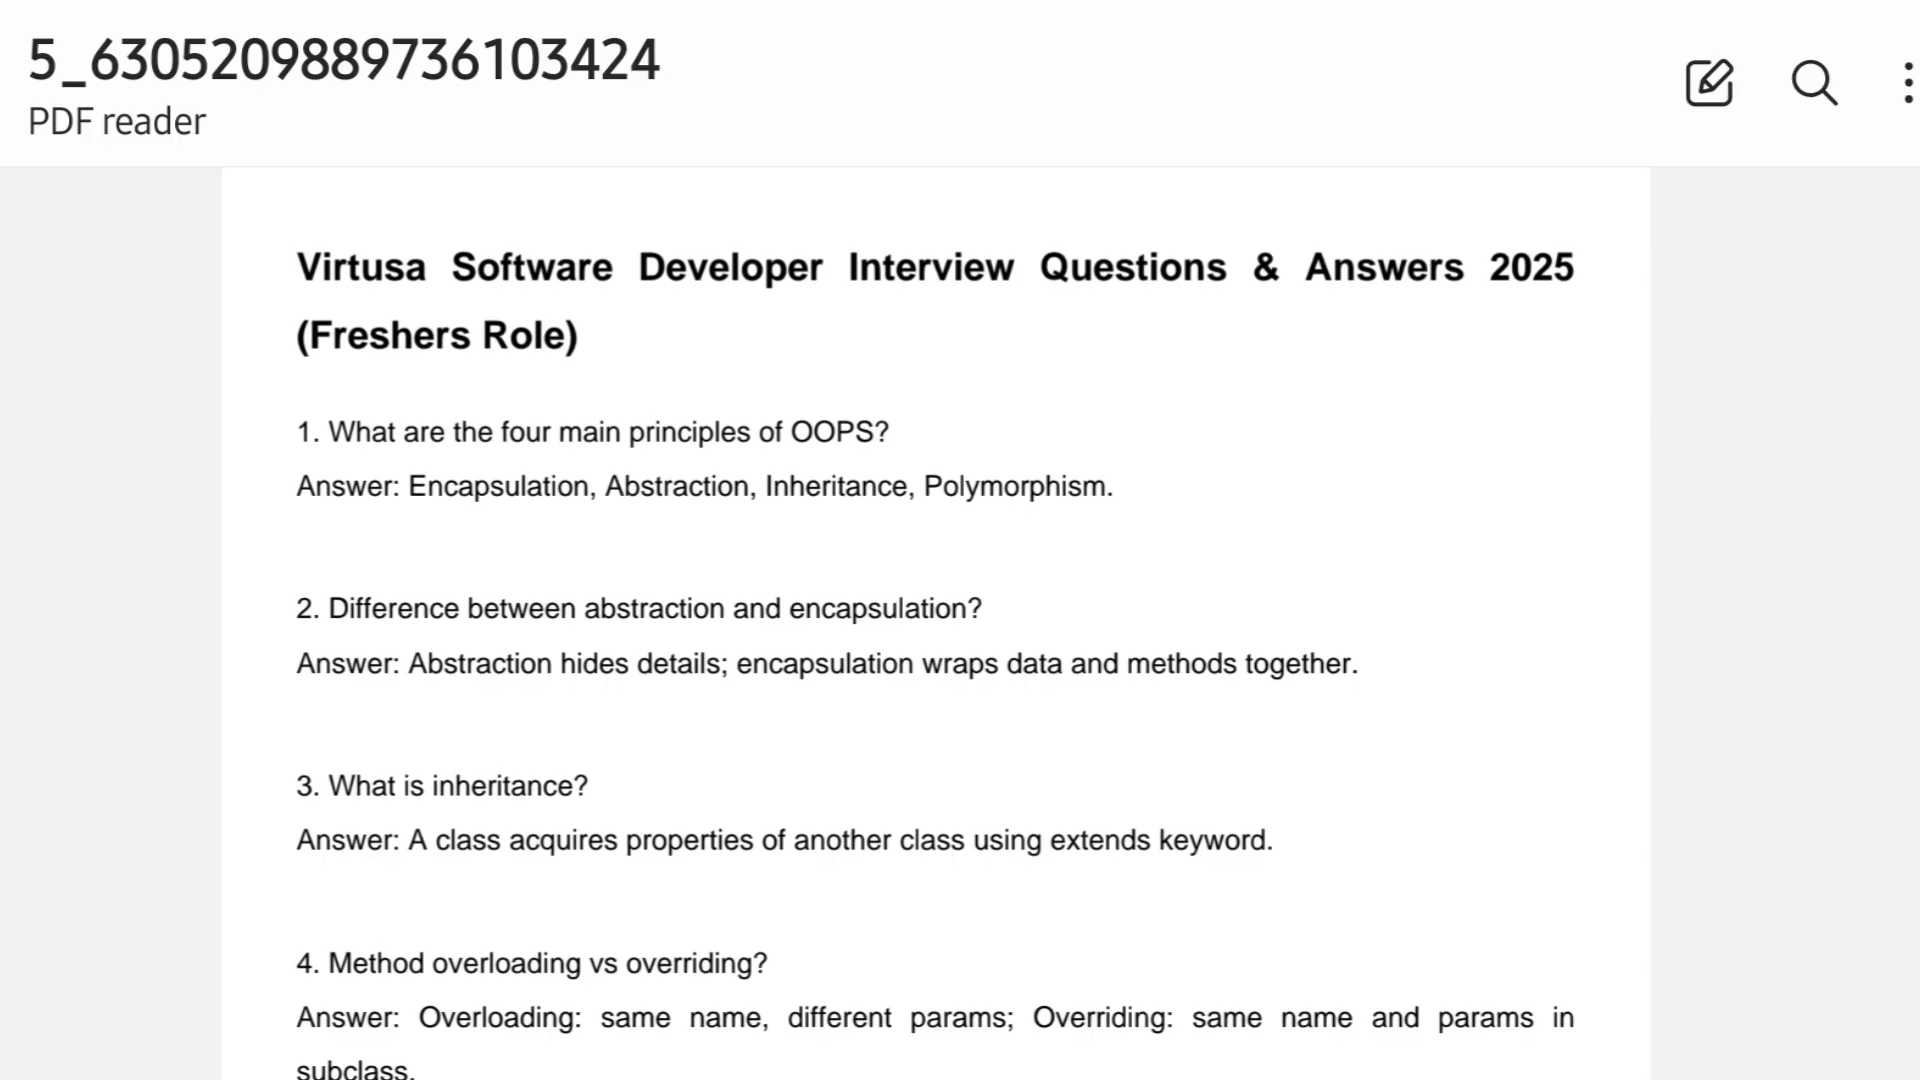 5_6305209889736103424
PDF reader
Virtusa Software Developer Interview Questions & Answers 2025
(Freshers Role)
1. What are the four main principles of OOPS?
Answer: Encapsulation, Abstraction, Inheritance, Polymorphism.
2. Difference between abstraction and encapsulation?
Answer: Abstraction hides details; encapsulation wraps data and methods together.
3. What is inheritance?
Answer: A class acquires properties of another class using extends keyword.
4. Method overloading vs overriding?
Answer: Overloading: same name, different params; Overriding: same name and params in
subclass.